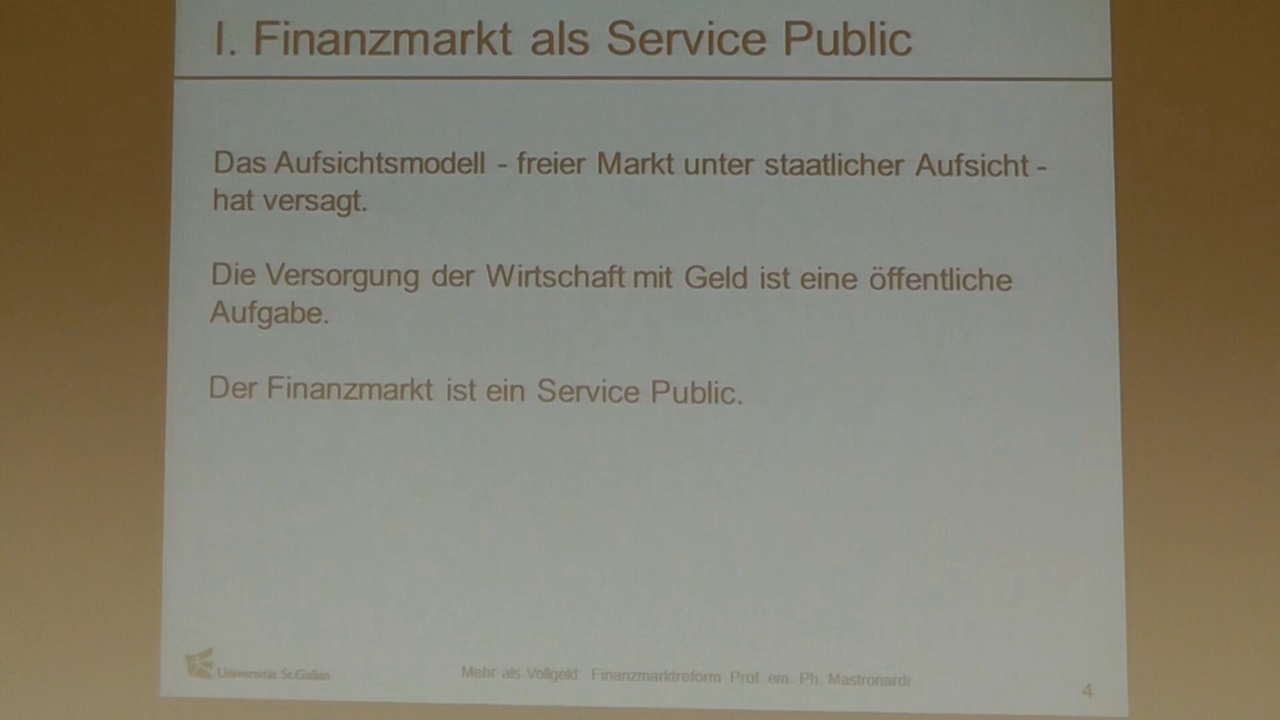 I. Finanzmarkt als Service Public
Das Aufsichtsmodell - freier Markt unter staatlicher Aufsicht -
hat versagt.
Die Versorgung der Wirtschaft mit Geld ist eine öffentliche
Aufgabe.
Der Finanzmarkt ist ein Service Public.
Universität St.Gallen
Mehr als Vollgeld: Finanzmarktreform Prof. em. Ph. Mastronardi
4